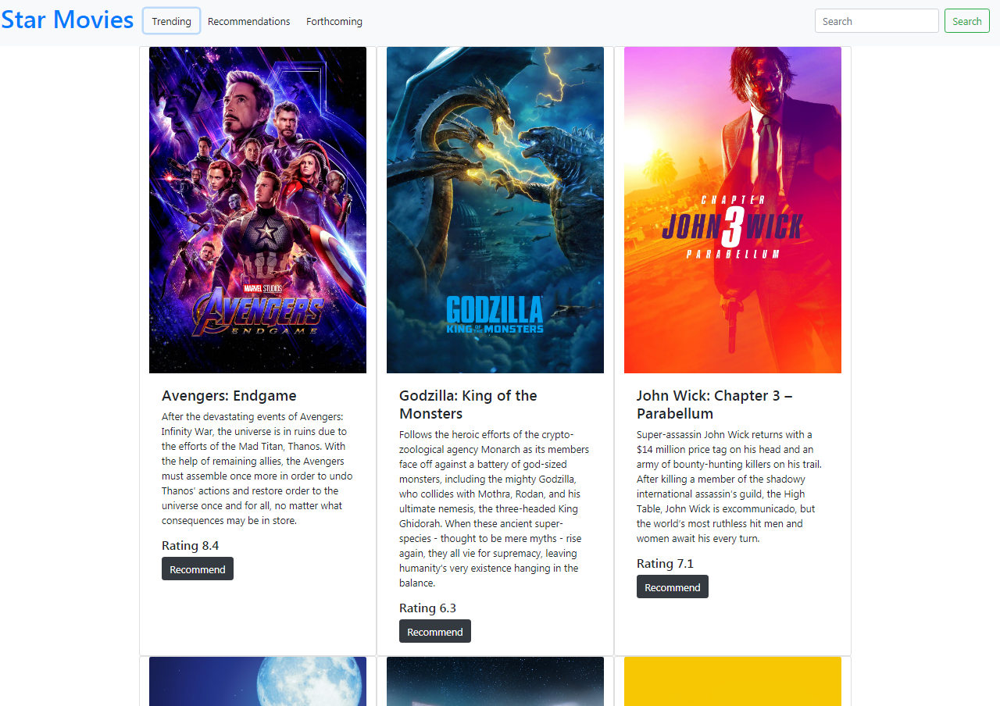 Star Movies
Trending
Recommendations
Forthcoming
Search
Search
MARVEL STUDIOS
AVENGERS
ENDGAME
GODZILLA
KING OF THE MONSTERS
CHAPTER
JOHN 3 WICK
PARABELLUM
Avengers: Endgame
After the devastating events of Avengers:
Infinity War, the universe is in ruins due to
the efforts of the Mad Titan, Thanos. With
the help of remaining allies, the Avengers
must assemble once more in order to undo
Thanos' actions and restore order to the
universe once and for all, no matter what
consequences may be in store.
Rating 8.4
Recommend
Godzilla: King of the
Monsters
Follows the heroic efforts of the crypto-
zoological agency Monarch as its members
face off against a battery of god-sized
monsters, including the mighty Godzilla,
who collides with Mothra, Rodan, and his
ultimate nemesis, the three-headed King
Ghidorah. When these ancient super-
species - thought to be mere myths - rise
again, they all vie for supremacy, leaving
humanity's very existence hanging in the
balance.
Rating 6.3
Recommend
John Wick: Chapter 3 –
Parabellum
Super-assassin John Wick returns with a
$14 million price tag on his head and an
army of bounty-hunting killers on his trail.
After killing a member of the shadowy
international assassin’s guild, the High
Table, John Wick is excommunicado, but
the world’s most ruthless hit men and
women await his every turn.
Rating 7.1
Recommend